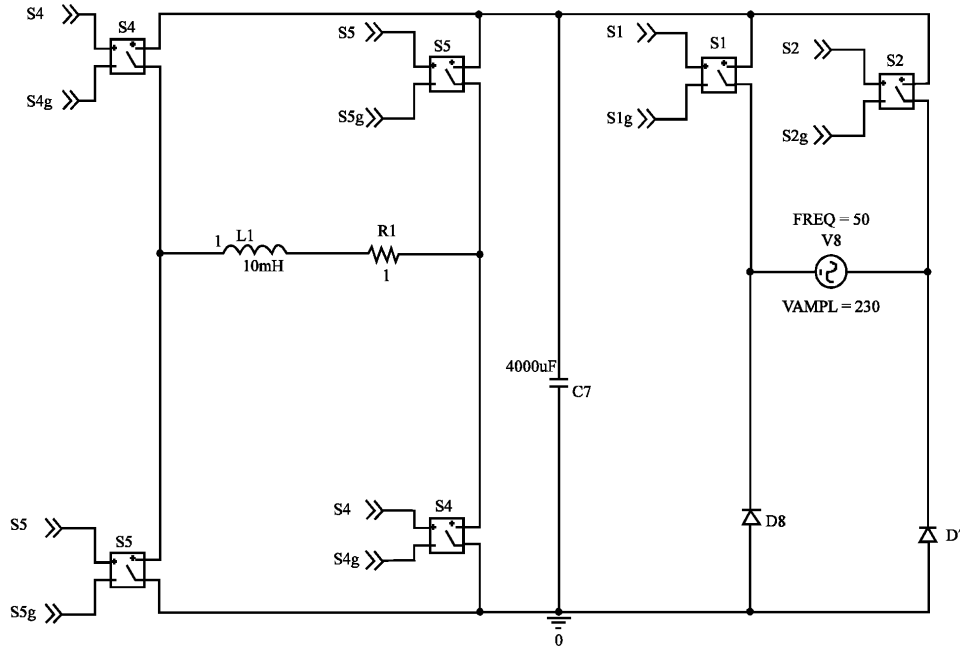 S4
S4
S4g
S5
S5
S5g
S1
S1
S1g
S2
S2
S2g
1
L1
10mH
R1
1
FREQ = 50
V8
VAMPL = 230
4000uF
C7
S4
S4
S4g
D8
S5
S5
S5g
0